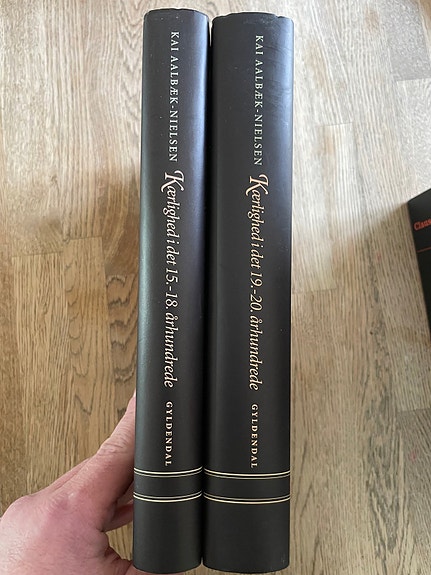 KAI AALBÆK-NIELSEN
Kærlighed i det 15.-18. århundrede
GYLDENDAL
KAI AALBÆK-NIELSEN
Kærlighed i det 19.-20. århundrede
GYLDENDAL